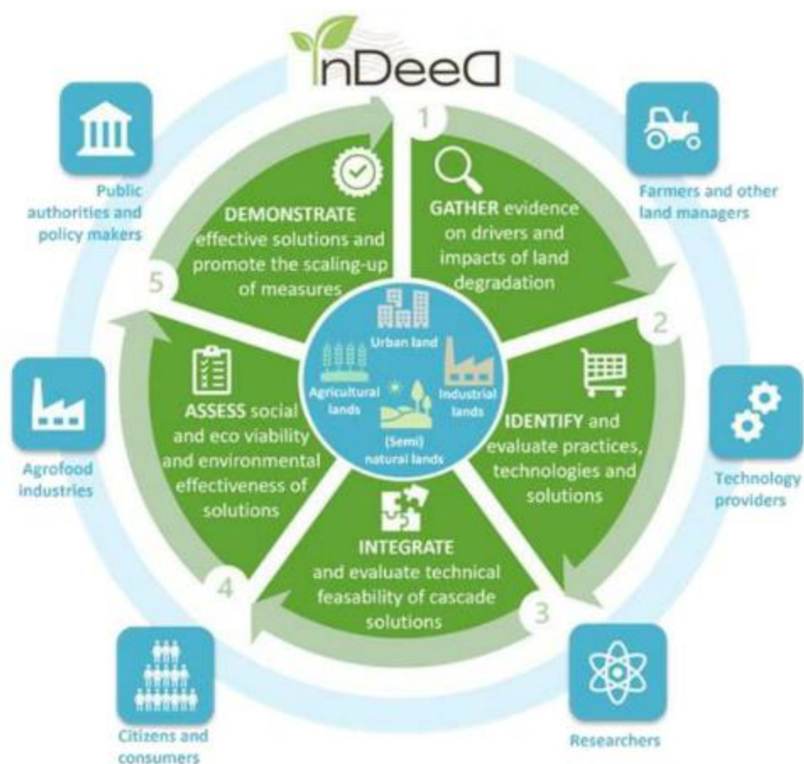 inDeeD
Public
authorities and
policy makers
Farmers and other
land managers
1
GATHER evidence
on drivers and
impacts of land
degradation
2
IDENTIFY and
evaluate practices,
technologies and
solutions
3
INTEGRATE
and evaluate technical
feasability of cascade
solutions
4
ASSESS social
and eco viability
and environmental
effectiveness of
solutions
5
DEMONSTRATE
effective solutions and
promote the scaling-up
of measures
Urban land
Agricultural
lands
Industrial
lands
(Semi)
natural lands
Agrofood
industries
Technology
providers
Citizens and
consumers
Researchers